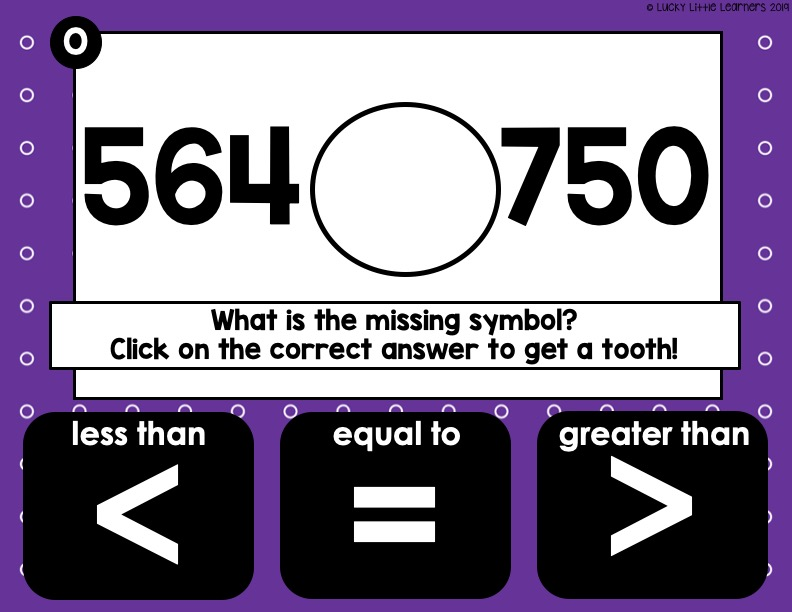 © Lucky Little Learners 2019
0
564 750
What is the missing symbol?
Click on the correct answer to get a tooth!
less than equal to greater than
< = >